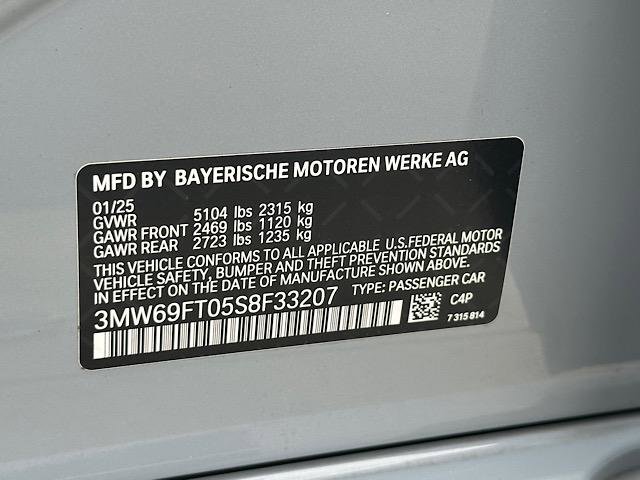 MFD BY BAYERISCHE MOTOREN WERKE AG
01/25
GVWR 5104 lbs 2315 kg
GAWR FRONT 2469 lbs 1120 kg
GAWR REAR 2723 lbs 1235 kg
THIS VEHICLE CONFORMS TO ALL APPLICABLE U.S.FEDERAL MOTOR
VEHICLE SAFETY, BUMPER, AND THEFT PREVENTION STANDARDS
IN EFFECT ON THE DATE OF MANUFACTURE SHOWN ABOVE.
3MW69FT05S8F33207 TYPE: PASSENGER CAR
C4P
7 315 814